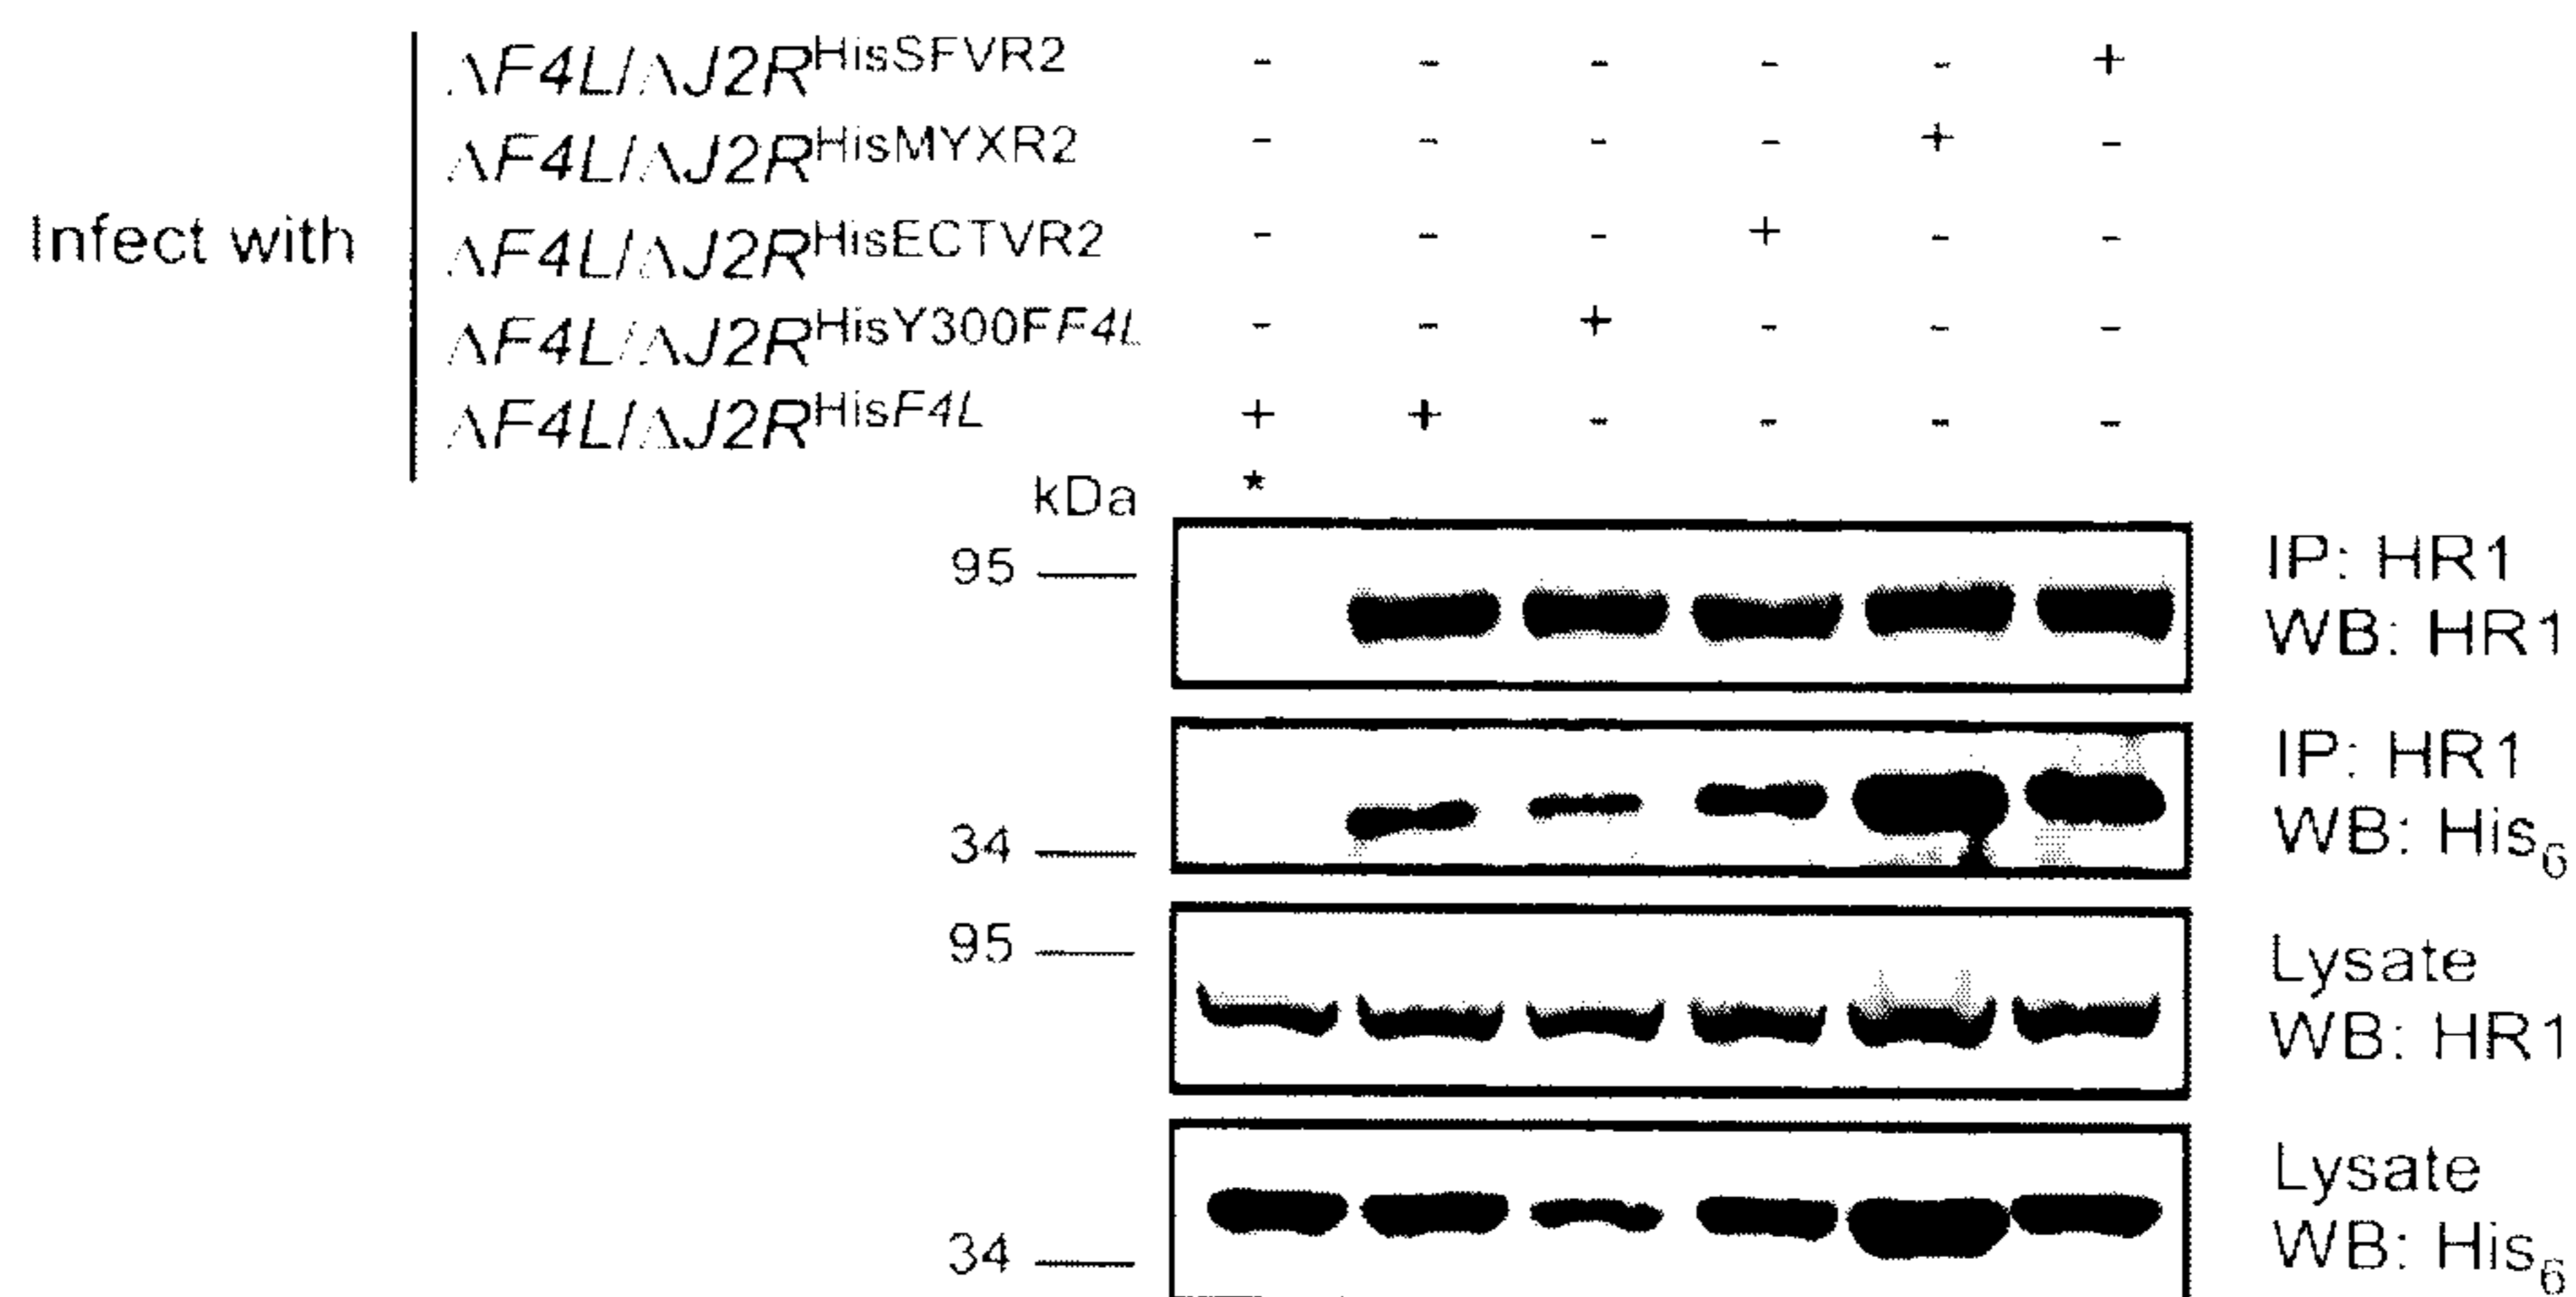 ΔF4L/ΔJ2R^HisSFVR2 - - - - - +
ΔF4L/ΔJ2R^HisMYXR2 - - - - + -
Infect with
ΔF4L/ΔJ2R^HisECTVR2 - - - + - -
ΔF4L/ΔJ2R^HisY300FF4L - - + - - -
ΔF4L/ΔJ2R^HisF4L + + - - - -
kDa *
95
IP: HR1
WB: HR1
IP: HR1
34
WB: His6
95
Lysate
WB: HR1
Lysate
34
WB: His6